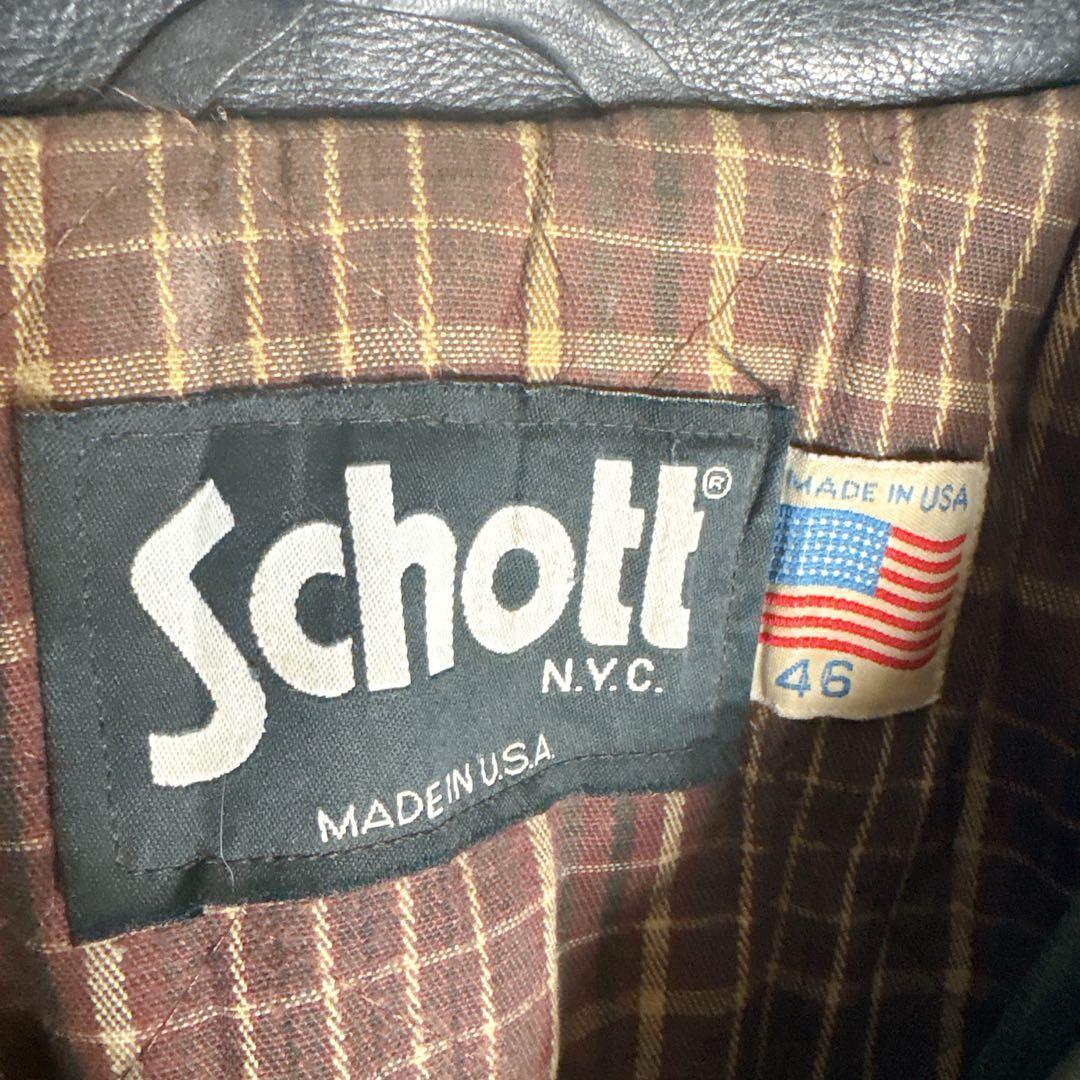 Schott®
N.Y.C.
MADE IN U.S.A.
MADE IN USA
46